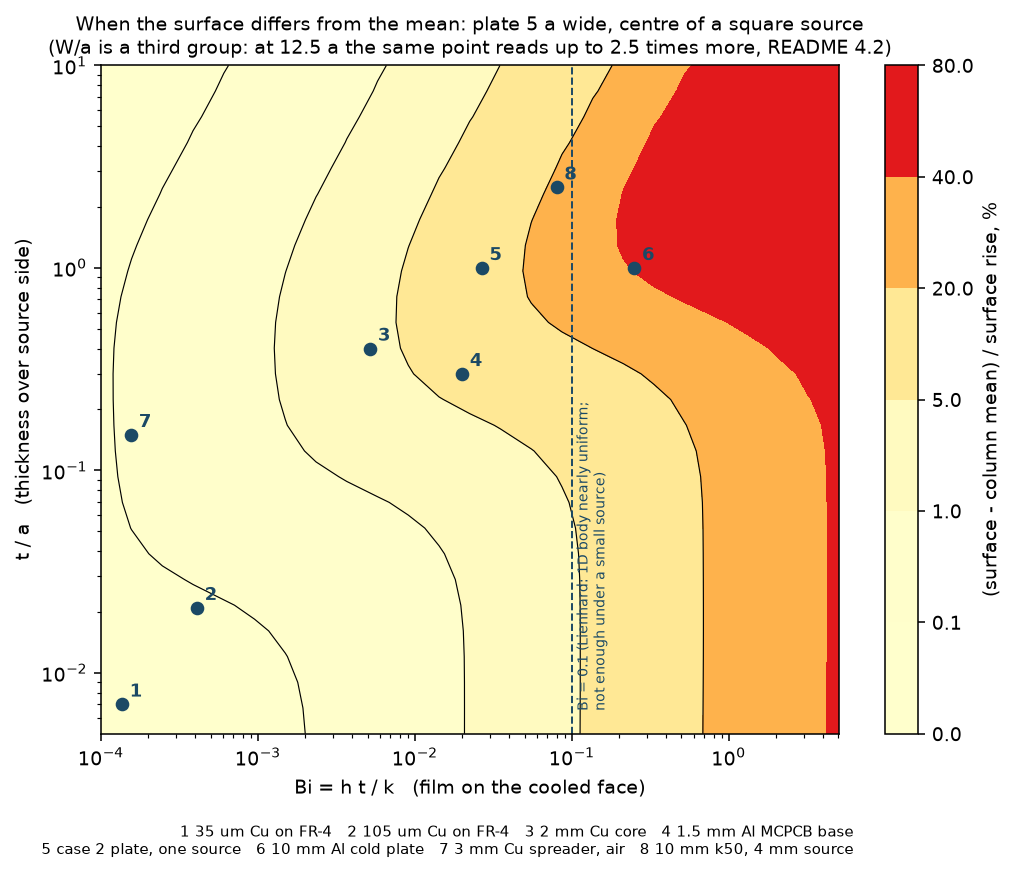 When the surface differs from the mean: plate 5 a wide, centre of a square source
(W/a is a third group: at 12.5 a the same point reads up to 2.5 times more, README 4.2)
10¹
10⁰
10⁻¹
10⁻²
t / a   (thickness over source side)
8
5
6
3
4
7
2
1
Bi = 0.1 (Lienhard: 1D body nearly uniform;
not enough under a small source)
10⁻⁴
10⁻³
10⁻²
10⁻¹
10⁰
Bi = h t / k   (film on the cooled face)
80.0
40.0
20.0
5.0
1.0
0.1
0.0
(surface - column mean) / surface rise, %
1 35 um Cu on FR-4   2 105 um Cu on FR-4   3 2 mm Cu core   4 1.5 mm Al MCPCB base
5 case 2 plate, one source   6 10 mm Al cold plate   7 3 mm Cu spreader, air   8 10 mm k50, 4 mm source